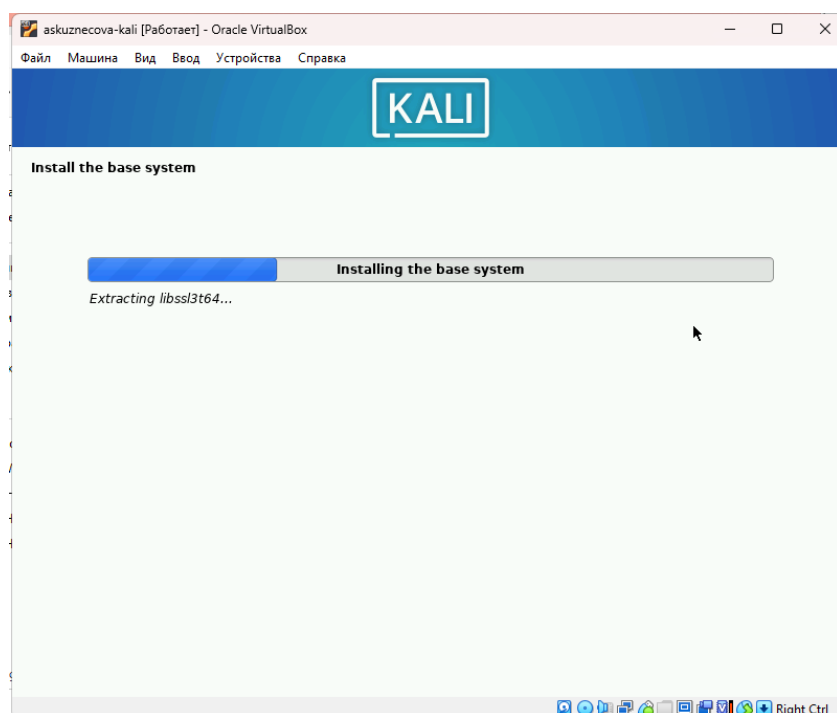 askuznecova-kali [Работает] - Oracle VirtualBox
Файл Машина Вид Ввод Устройства Справка
KALI
Install the base system
Installing the base system
Extracting libssl3t64...
Right Ctrl